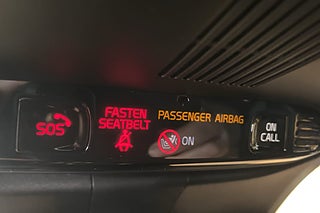 SOS
FASTEN
SEATBELT
PASSENGER AIRBAG
ON
ON
CALL